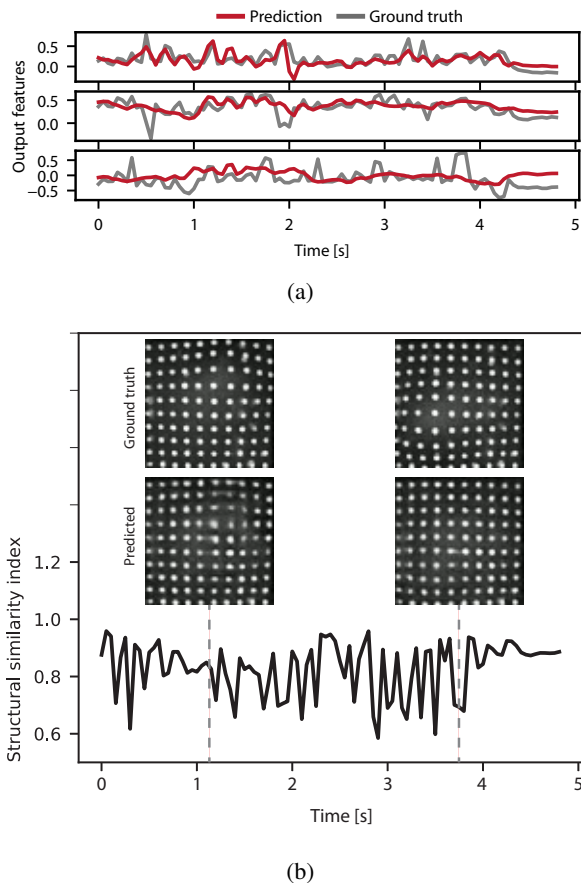 Prediction Ground truth
Output features
0.5
0.0
0.5
0.0
0.0
−0.5
0 1 2 3 4 5
Time [s]
(a)
Ground truth
Predicted
Structural similarity index
1.2
1.0
0.8
0.6
0 1 2 3 4 5
Time [s]
(b)